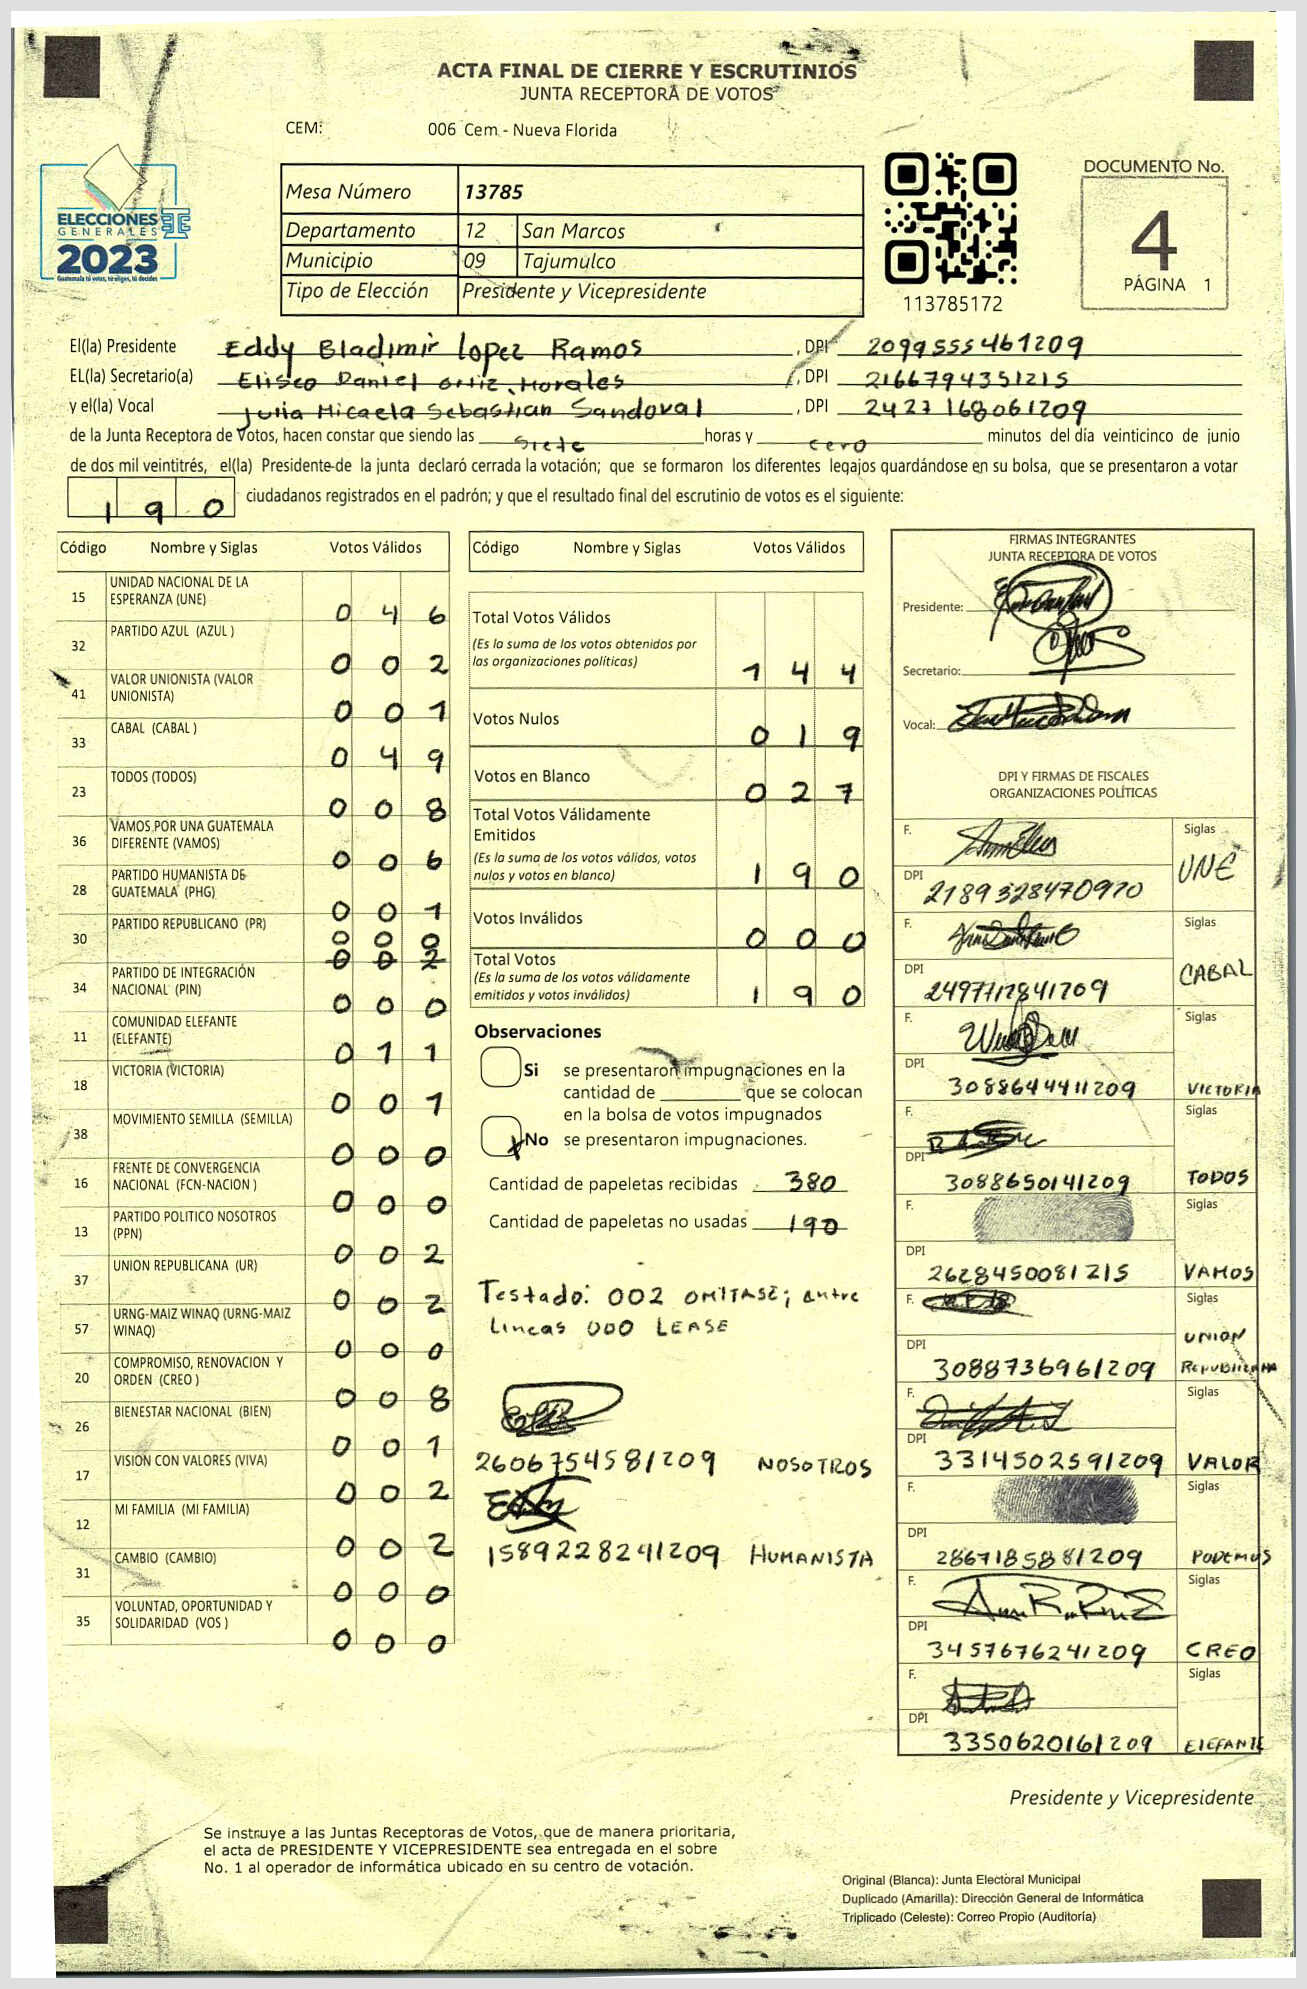 ACTA FINAL DE CIERRE Y ESCRUTINIOS
JUNTA RECEPTORA DE VOTOS
CEM: 006 Cem - Nueva Florida
ELECCIONES
GENERALES
2023
Guatemala tú votas, tú eliges, tú decides
Mesa Número 13785
Departamento 12 San Marcos
Municipio 09 Tajumulco
Tipo de Elección Presidente y Vicepresidente
113785172
DOCUMENTO No.
4
PÁGINA 1
El(la) Presidente Eddy Bladimir lopez Ramos , DPI 2099555461209
EL(la) Secretario(a) Eliseo Daniel Ortiz Morales , DPI 2166794351215
y el(la) Vocal Julia Micaela Sebastian Sandoval , DPI 2427168061209
de la Junta Receptora de Votos, hacen constar que siendo las siete horas y cero minutos del día veinticinco de junio
de dos mil veintitrés, el(la) Presidente de la junta declaró cerrada la votación; que se formaron los diferentes legajos guardándose en su bolsa, que se presentaron a votar
190 ciudadanos registrados en el padrón; y que el resultado final del escrutinio de votos es el siguiente:
Código Nombre y Siglas Votos Válidos
15 UNIDAD NACIONAL DE LA ESPERANZA (UNE) 0 4 6
32 PARTIDO AZUL (AZUL ) 0 0 2
41 VALOR UNIONISTA (VALOR UNIONISTA) 0 0 1
33 CABAL (CABAL ) 0 4 9
23 TODOS (TODOS) 0 0 8
36 VAMOS POR UNA GUATEMALA DIFERENTE (VAMOS) 0 0 6
28 PARTIDO HUMANISTA DE GUATEMALA (PHG) 0 0 1
30 PARTIDO REPUBLICANO (PR) 0 0 0
0 0 2
34 PARTIDO DE INTEGRACIÓN NACIONAL (PIN) 0 0 0
11 COMUNIDAD ELEFANTE (ELEFANTE) 0 1 1
18 VICTORIA (VICTORIA) 0 0 1
38 MOVIMIENTO SEMILLA (SEMILLA) 0 0 0
16 FRENTE DE CONVERGENCIA NACIONAL (FCN-NACION ) 0 0 0
13 PARTIDO POLITICO NOSOTROS (PPN) 0 0 2
37 UNION REPUBLICANA (UR) 0 0 2
57 URNG-MAIZ WINAQ (URNG-MAIZ WINAQ) 0 0 0
20 COMPROMISO, RENOVACION Y ORDEN (CREO ) 0 0 8
26 BIENESTAR NACIONAL (BIEN) 0 0 1
17 VISION CON VALORES (VIVA) 0 0 2
12 MI FAMILIA (MI FAMILIA) 0 0 2
31 CAMBIO (CAMBIO) 0 0 0
35 VOLUNTAD, OPORTUNIDAD Y SOLIDARIDAD (VOS ) 0 0 0
Código Nombre y Siglas Votos Válidos
Total Votos Válidos
(Es la suma de los votos obtenidos por
las organizaciones políticas) 1 4 4
Votos Nulos 0 1 9
Votos en Blanco 0 2 7
Total Votos Válidamente
Emitidos
(Es la suma de los votos válidos, votos
nulos y votos en blanco) 1 9 0
Votos Inválidos 0 0 0
Total Votos
(Es la suma de los votos válidamente
emitidos y votos inválidos) 1 9 0
Observaciones
Si se presentaron impugnaciones en la
cantidad de ________ que se colocan
en la bolsa de votos impugnados
x No se presentaron impugnaciones.
Cantidad de papeletas recibidas 380
Cantidad de papeletas no usadas 190
Testado: 002 OMITASE; entre
lineas 000 LEASE
2606754581209 NOSOTROS
1589228241209 HUMANISTA
FIRMAS INTEGRANTES
JUNTA RECEPTORA DE VOTOS
Presidente:
Secretario:
Vocal:
DPI Y FIRMAS DE FISCALES
ORGANIZACIONES POLÍTICAS
F. Siglas
DPI 2189328470910 UNE
F. Siglas
DPI 2497117841209 CABAL
F. Siglas
DPI 3088644411209 VICTORIA
F. Siglas
DPI 3088650141209 TODOS
F. Siglas
DPI 2628450081215 VAMOS
F. Siglas
DPI 3088736961209 UNION REPUBLICANA
F. Siglas
DPI 3314502591209 VALOR
F. Siglas
DPI 2867185881209 PODEMOS
F. Siglas
DPI 3457676241209 CREO
F. Siglas
DPI 3350620161209 ElEFANTE
Presidente y Vicepresidente
Se instruye a las Juntas Receptoras de Votos, que de manera prioritaria,
el acta de PRESIDENTE Y VICEPRESIDENTE sea entregada en el sobre
No. 1 al operador de informática ubicado en su centro de votación.
Original (Blanca): Junta Electoral Municipal
Duplicado (Amarilla): Dirección General de Informática
Triplicado (Celeste): Correo Propio (Auditoría)